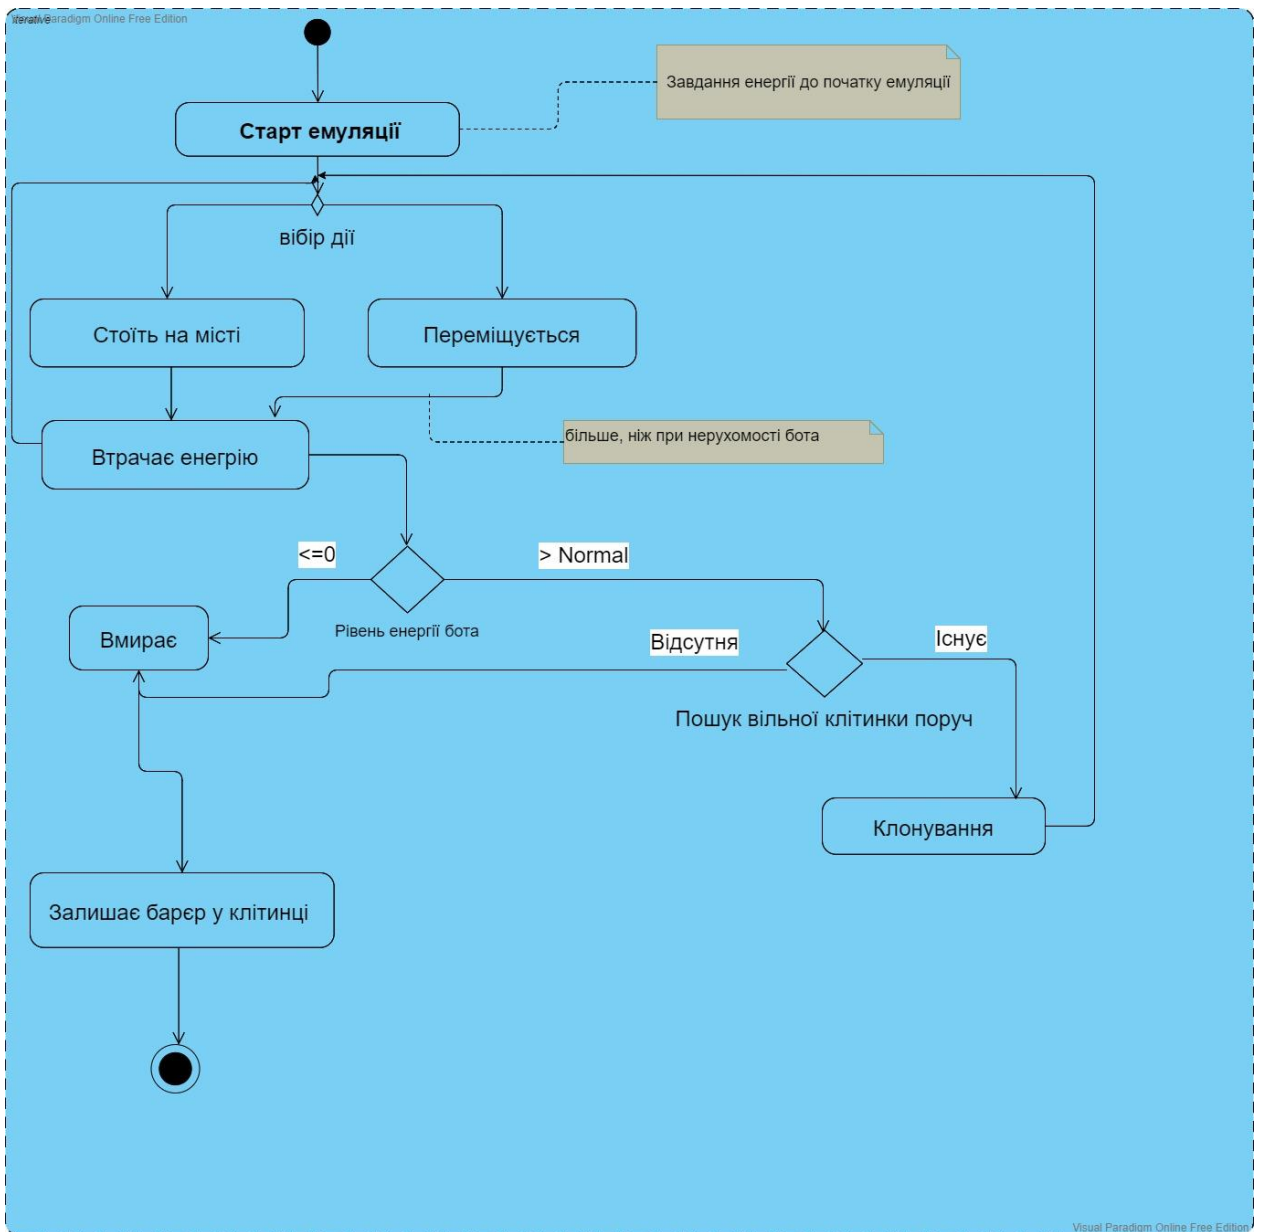 Visual Paradigm Online Free Edition
iterative
Завдання енергії до початку емуляції
Старт емуляції
вібір дії
Стоїть на місті
Переміщується
більше, ніж при нерухомості бота
Втрачає енегрію
<=0
> Normal
Рівень енергії бота
Вмирає
Відсутня
Існує
Пошук вільної клітинки поруч
Клонування
Залишає барєр у клітинці
Visual Paradigm Online Free Edition